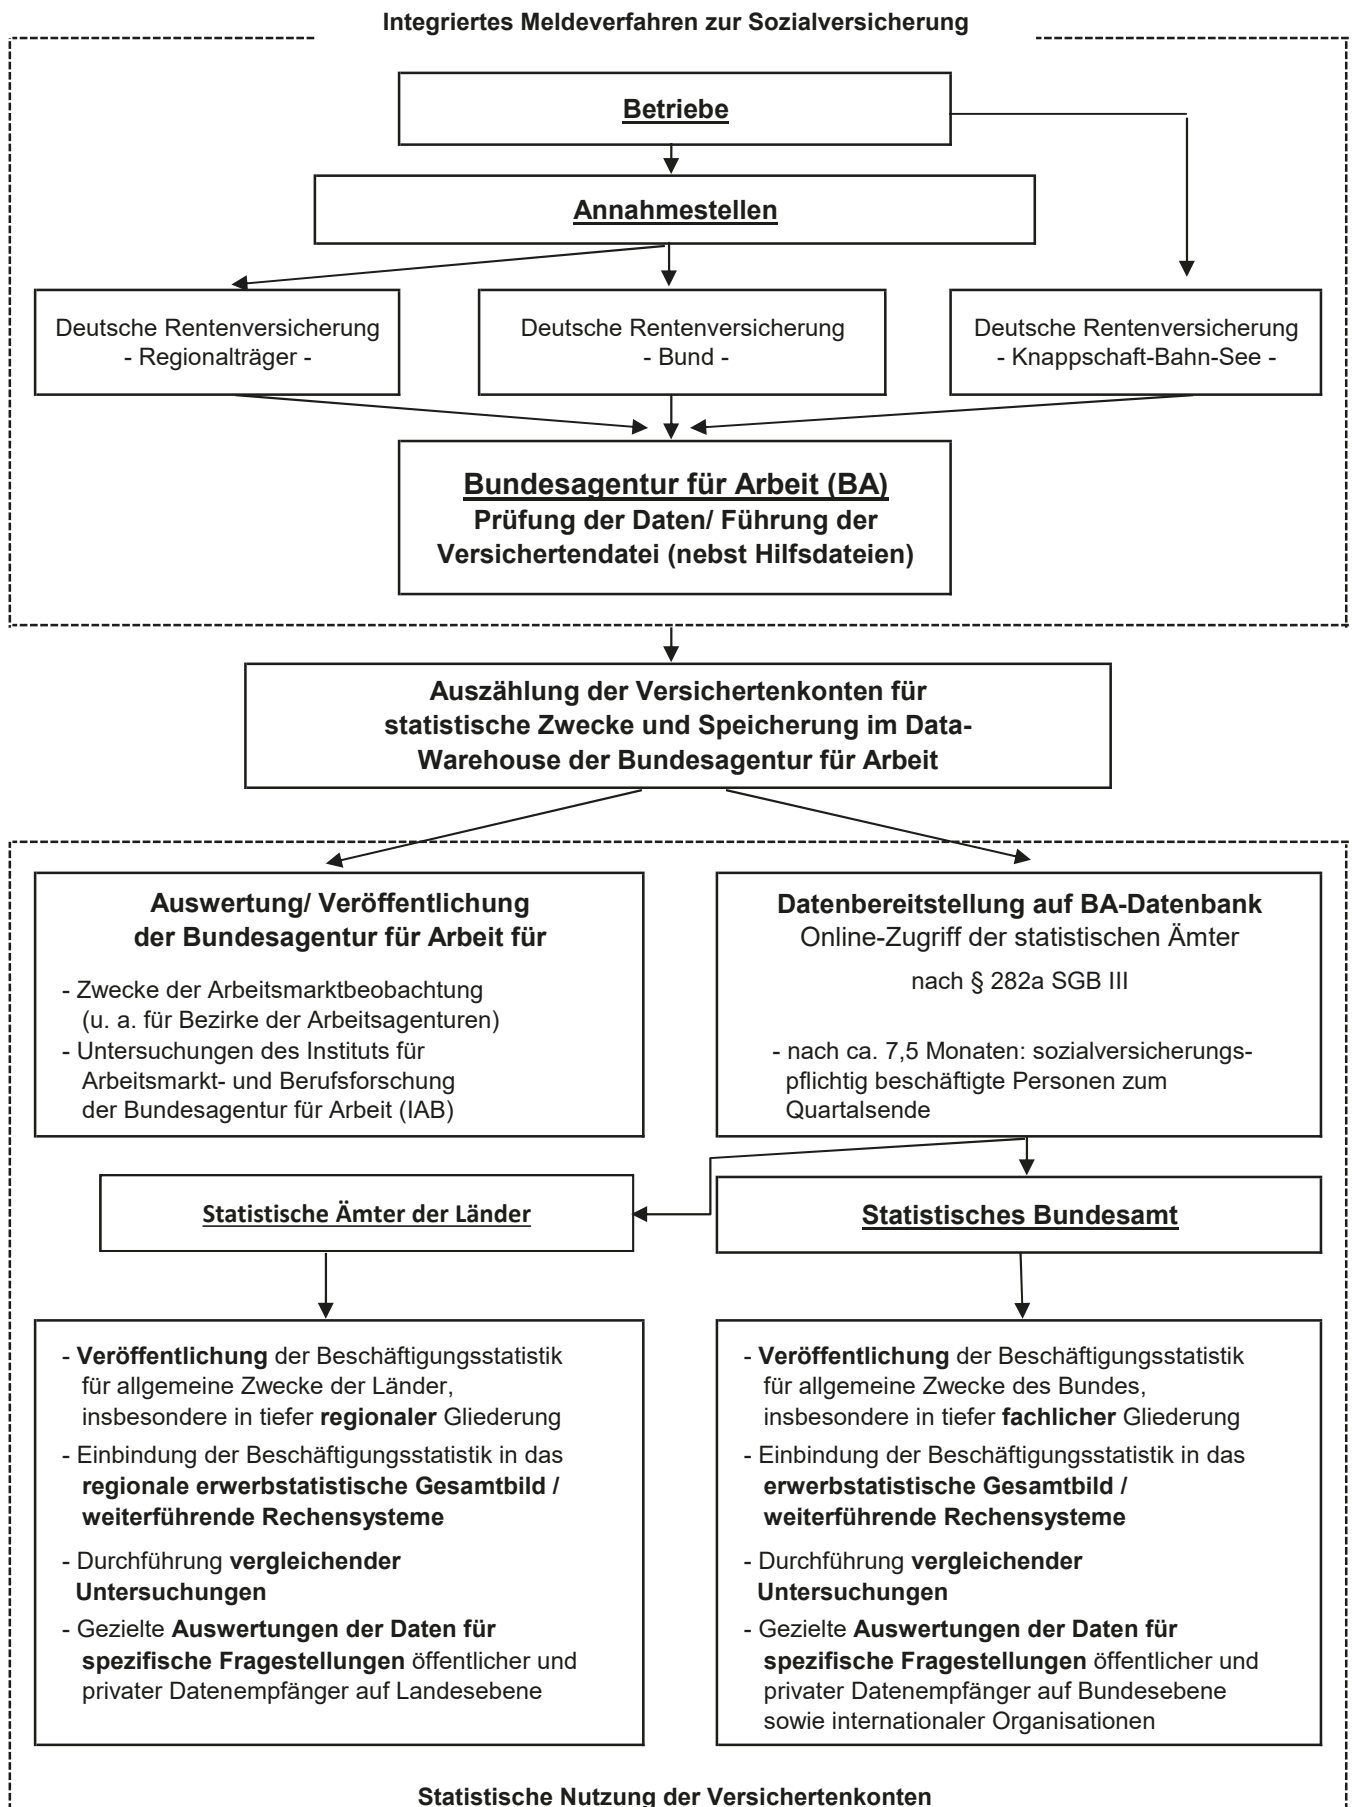 Integriertes Meldeverfahren zur Sozialversicherung
Betriebe
Annahmestellen
Deutsche Rentenversicherung
- Regionalträger -
Deutsche Rentenversicherung
- Bund -
Deutsche Rentenversicherung
- Knappschaft-Bahn-See -
Bundesagentur für Arbeit (BA)
Prüfung der Daten/ Führung der
Versichertendatei (nebst Hilfsdateien)
Auszählung der Versichertenkonten für
statistische Zwecke und Speicherung im Data-
Warehouse der Bundesagentur für Arbeit
Auswertung/ Veröffentlichung
der Bundesagentur für Arbeit für
- Zwecke der Arbeitsmarktbeobachtung
(u. a. für Bezirke der Arbeitsagenturen)
- Untersuchungen des Instituts für
Arbeitsmarkt- und Berufsforschung
der Bundesagentur für Arbeit (IAB)
Datenbereitstellung auf BA-Datenbank
Online-Zugriff der statistischen Ämter
nach § 282a SGB III
- nach ca. 7,5 Monaten: sozialversicherungs-
pflichtig beschäftigte Personen zum
Quartalsende
Statistische Ämter der Länder
Statistisches Bundesamt
- Veröffentlichung der Beschäftigungsstatistik
für allgemeine Zwecke der Länder,
insbesondere in tiefer regionaler Gliederung
- Einbindung der Beschäftigungsstatistik in das
regionale erwerbstatistische Gesamtbild /
weiterführende Rechensysteme
- Durchführung vergleichender
Untersuchungen
- Gezielte Auswertungen der Daten für
spezifische Fragestellungen öffentlicher und
privater Datenempfänger auf Landesebene
- Veröffentlichung der Beschäftigungsstatistik
für allgemeine Zwecke des Bundes,
insbesondere in tiefer fachlicher Gliederung
- Einbindung der Beschäftigungsstatistik in das
erwerbstatistische Gesamtbild /
weiterführende Rechensysteme
- Durchführung vergleichender
Untersuchungen
- Gezielte Auswertungen der Daten für
spezifische Fragestellungen öffentlicher und
privater Datenempfänger auf Bundesebene
sowie internationaler Organisationen
Statistische Nutzung der Versichertenkonten